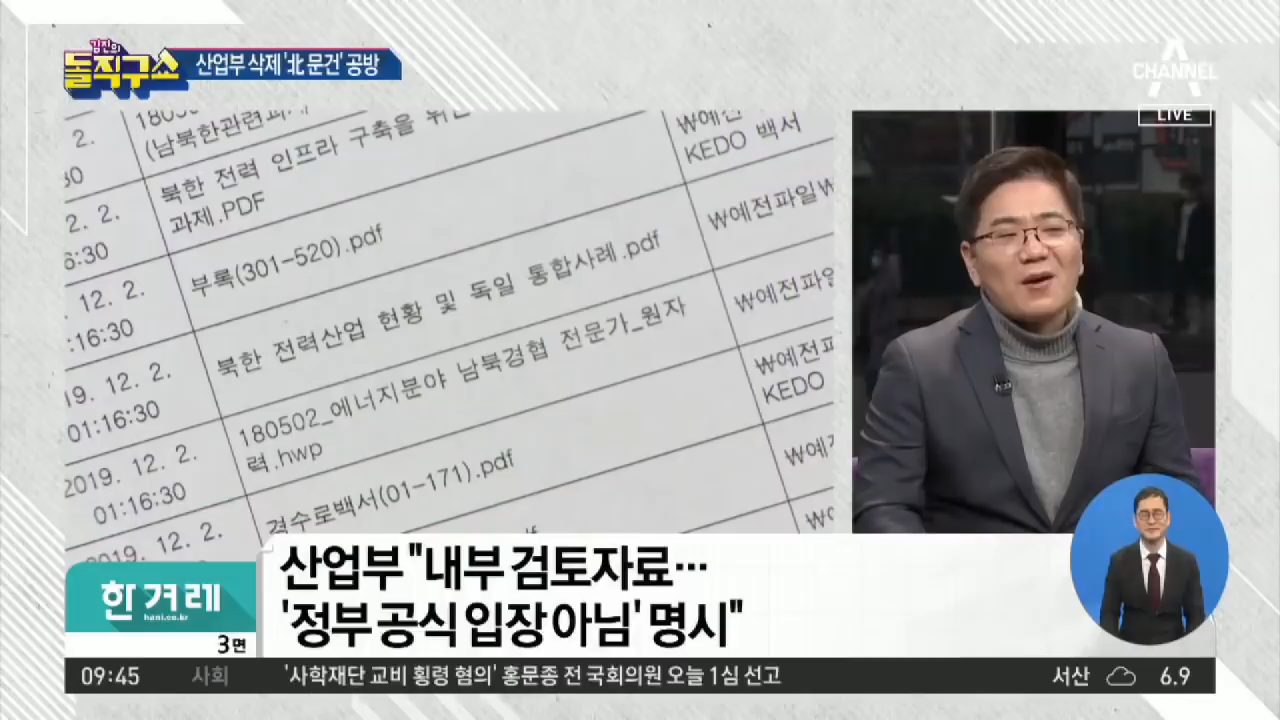 김진의
돌직구쇼
산업부 삭제 '北 문건' 공방
CHANNEL A
LIVE
2.
(남북한관련
KEDO 백서
2. 2.
북한 전력 인프라 구축을 위한
과제.PDF
₩예전파일₩
12. 2.
:16:30
부록(301-520).pdf
12. 2.
01:16:30
북한 전력산업 현황 및 독일 통합사례.pdf
KEDO
2019. 12. 2.
01:16:30
180502_에너지분야 남북경협 전문가_원자
력.hwp
2019. 12. 2.
경수로백서(01-171).pdf
한겨레
hani.co.kr
3면
산업부 "내부 검토자료…
'정부 공식 입장 아님' 명시"
09:45 사회 '사학재단 교비 횡령 혐의' 홍문종 전 국회의원 오늘 1심 선고 서산 6.9